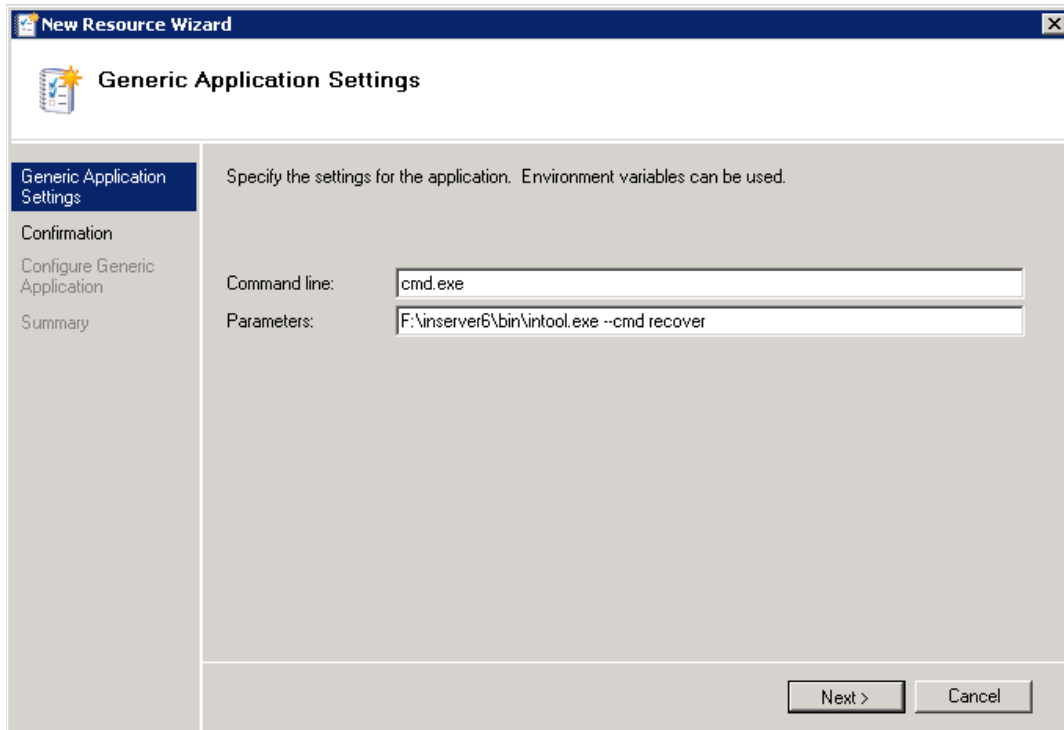 New Resource Wizard
Generic Application Settings
Generic Application
Settings
Confirmation
Configure Generic
Application
Summary
Specify the settings for the application. Environment variables can be used.
Command line: cmd.exe
Parameters: F:\inserver6\bin\intool.exe --cmd recover
Next >
Cancel